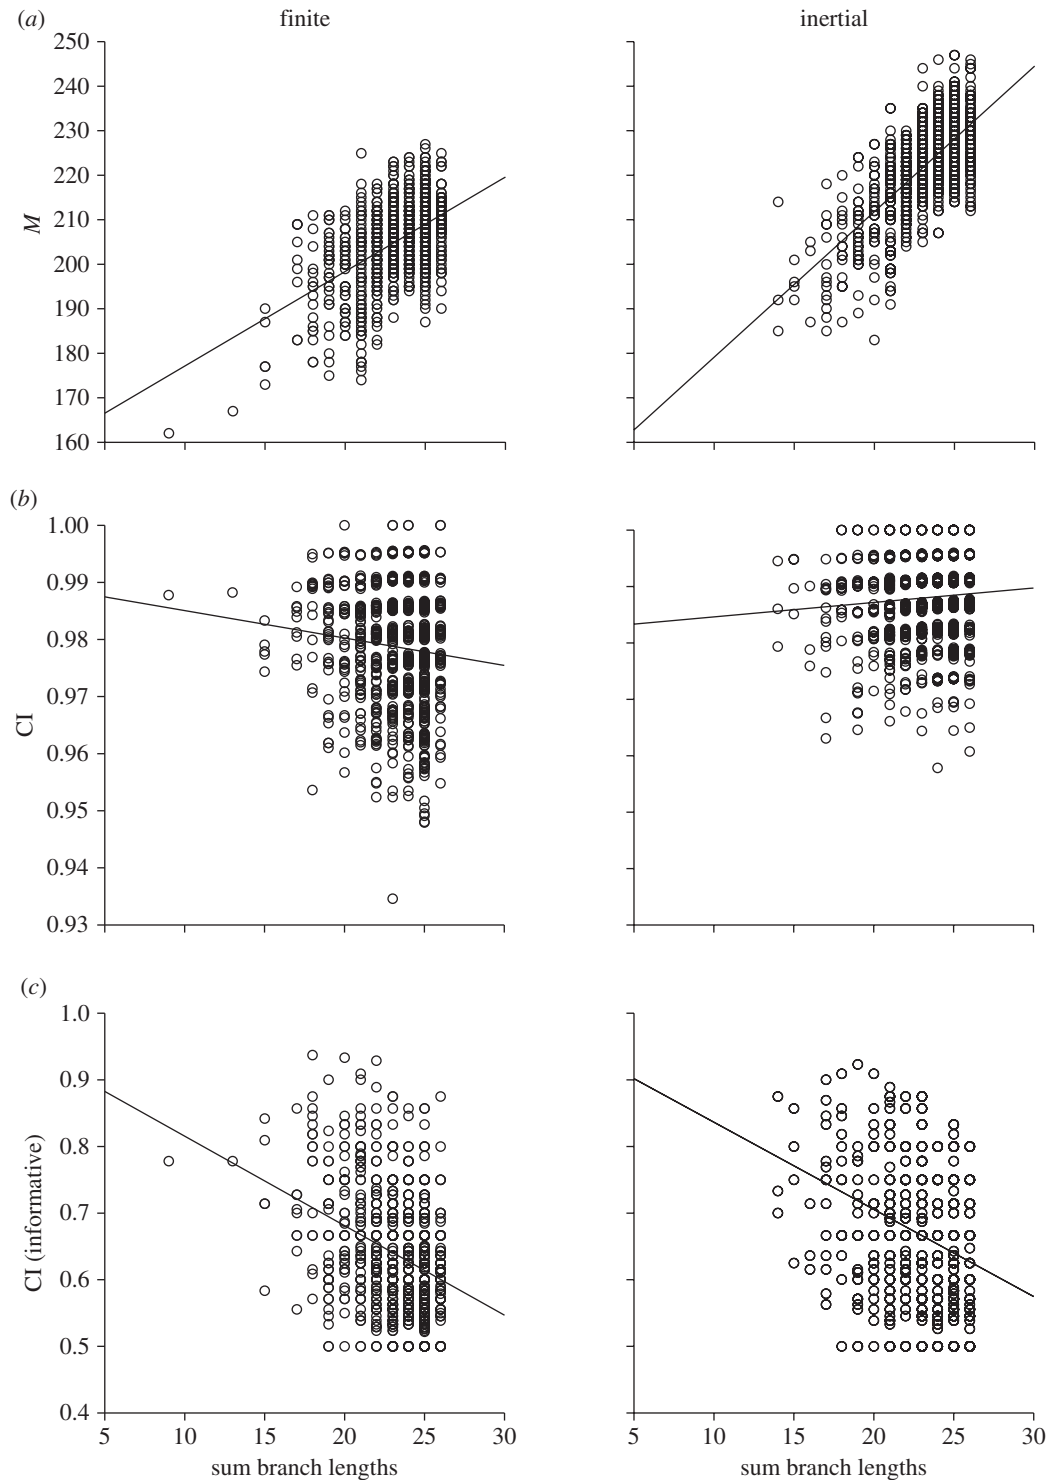 (a)
finite
inertial
250
240
230
220
210
200
190
180
170
160
M
(b)
1.00
0.99
0.98
0.97
0.96
0.95
0.94
0.93
CI
(c)
1.0
0.9
0.8
0.7
0.6
0.5
0.4
CI (informative)
5 10 15 20 25 30
5 10 15 20 25 30
sum branch lengths
sum branch lengths